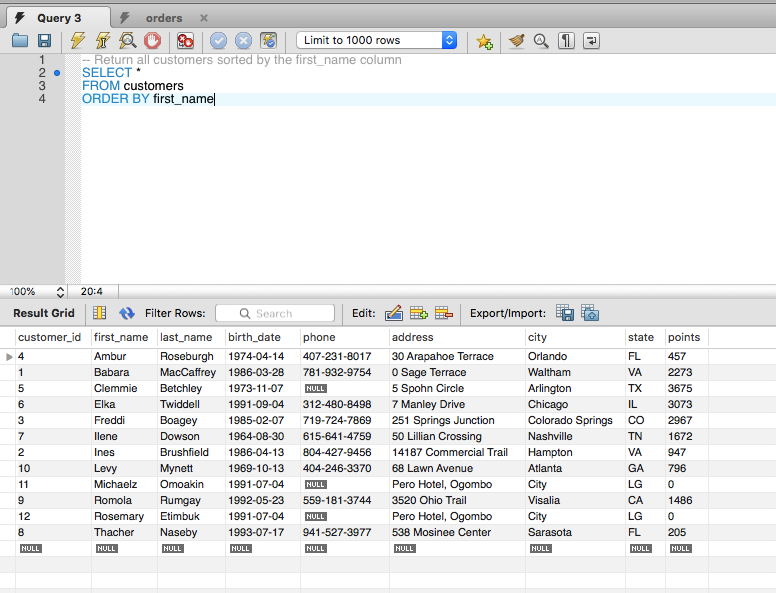 Query 3 orders
Limit to 1000 rows
1 -- Return all customers sorted by the first_name column
2 SELECT *
3 FROM customers
4 ORDER BY first_name
100% 20:4
Result Grid Filter Rows: Search Edit: Export/Import:
customer_id first_name last_name birth_date phone address city state points
4 Ambur Roseburgh 1974-04-14 407-231-8017 30 Arapahoe Terrace Orlando FL 457
1 Babara MacCaffrey 1986-03-28 781-932-9754 0 Sage Terrace Waltham VA 2273
5 Clemmie Betchley 1973-11-07 NULL 5 Spohn Circle Arlington TX 3675
6 Elka Twiddell 1991-09-04 312-480-8498 7 Manley Drive Chicago IL 3073
3 Freddi Boagey 1985-02-07 719-724-7869 251 Springs Junction Colorado Springs CO 2967
7 Ilene Dowson 1964-08-30 615-641-4759 50 Lillian Crossing Nashville TN 1672
2 Ines Brushfield 1986-04-13 804-427-9456 14187 Commercial Trail Hampton VA 947
10 Levy Mynett 1969-10-13 404-246-3370 68 Lawn Avenue Atlanta GA 796
11 Michaelz Omoakin 1991-07-04 NULL Pero Hotel, Ogombo City LG 0
9 Romola Rumgay 1992-05-23 559-181-3744 3520 Ohio Trail Visalia CA 1486
12 Rosemary Etimbuk 1991-07-04 NULL Pero Hotel, Ogombo City LG 0
8 Thacher Naseby 1993-07-17 941-527-3977 538 Mosinee Center Sarasota FL 205
NULL NULL NULL NULL NULL NULL NULL NULL NULL